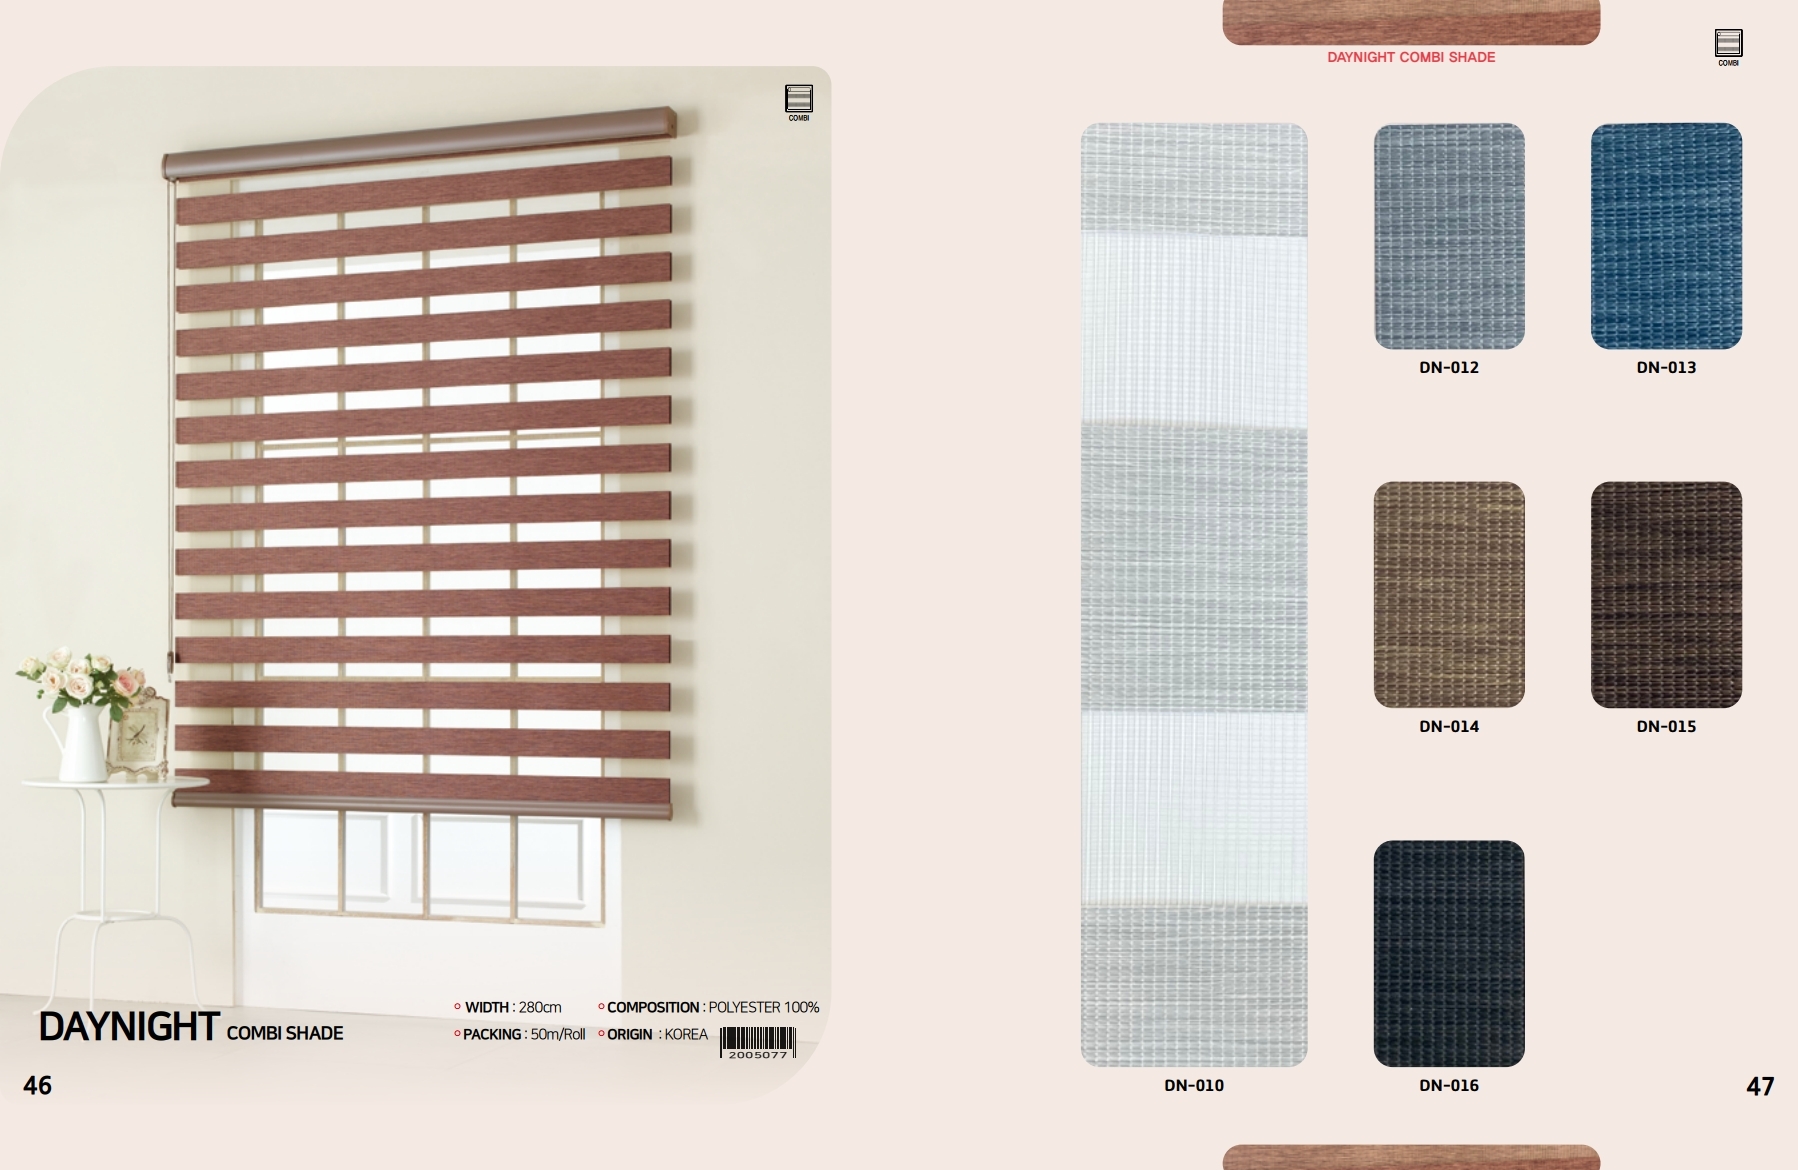 COMBI
WIDTH : 280cm
COMPOSITION : POLYESTER 100%
PACKING : 50m/Roll
ORIGIN : KOREA
2005077
DAYNIGHT COMBI SHADE
46
DAYNIGHT COMBI SHADE
COMBI
DN-012
DN-013
DN-014
DN-015
DN-010
DN-016
47